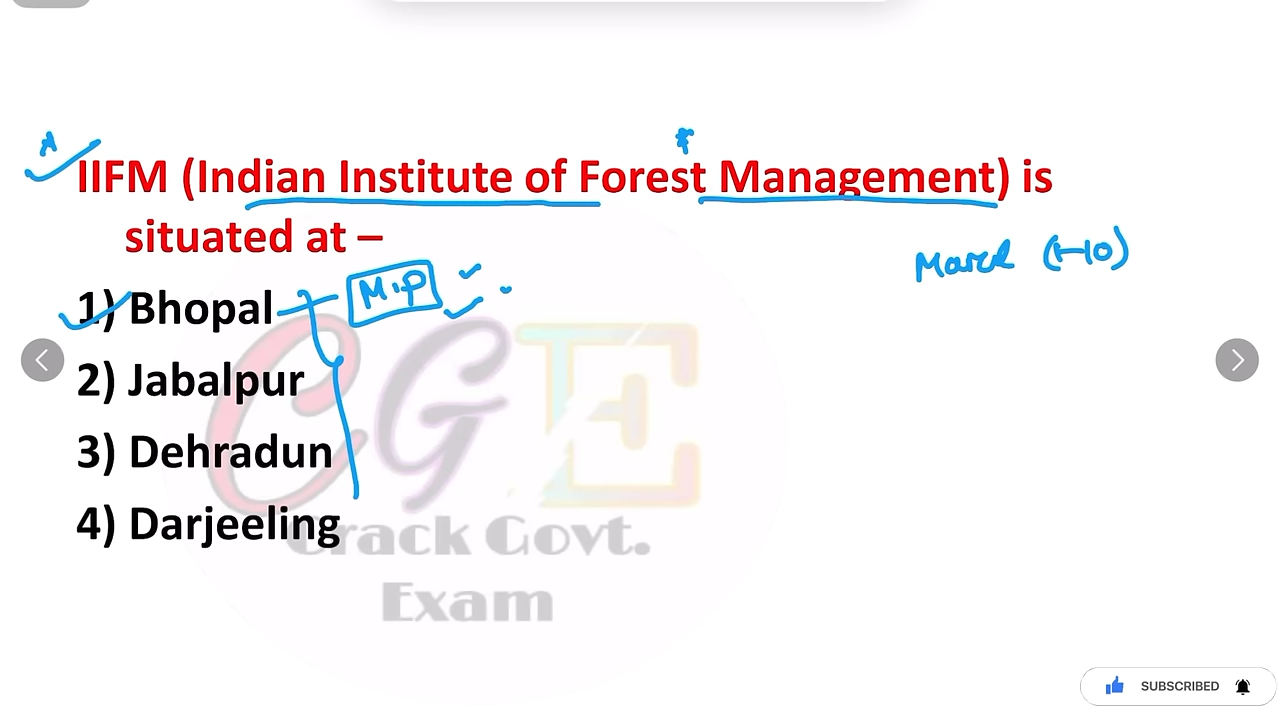 IIFM (Indian Institute of Forest Management) is
situated at –
1) Bhopal
M.P
2) Jabalpur
3) Dehradun
4) Darjeeling
CGE
Crack Govt.
Exam
SUBSCRIBED